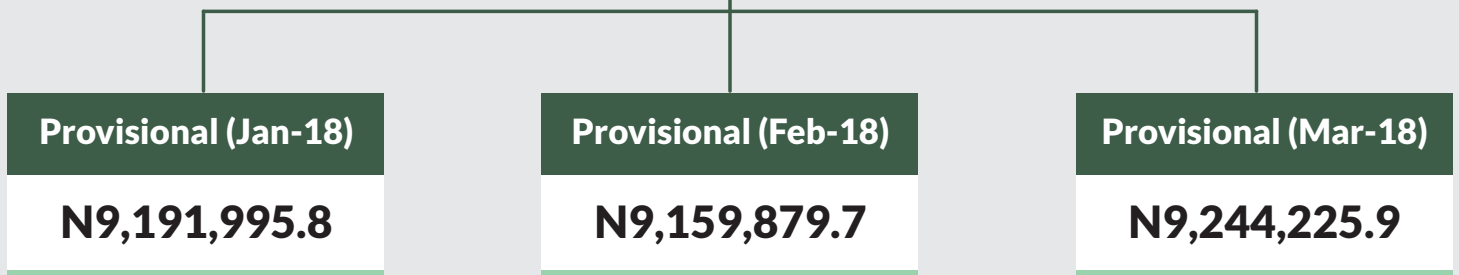 Provisional (Jan-18)
N9,191,995.8
Provisional (Feb-18)
N9,159,879.7
Provisional (Mar-18)
N9,244,225.9